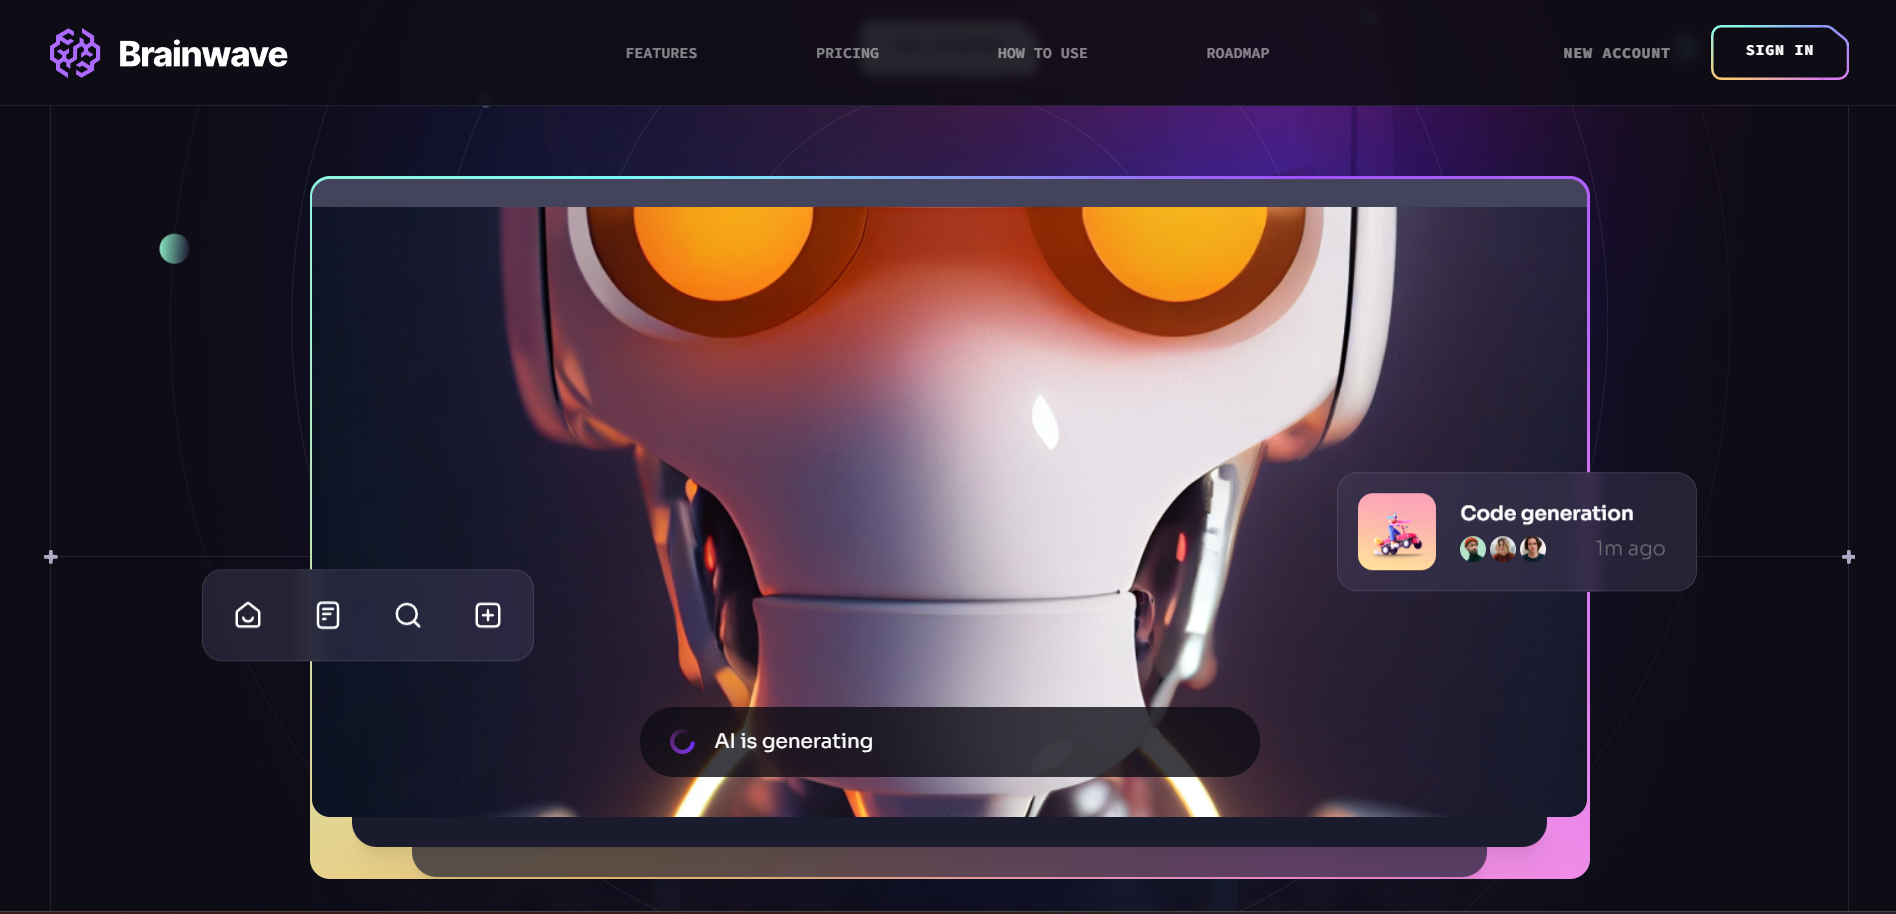 Brainwave
FEATURES
PRICING
HOW TO USE
ROADMAP
NEW ACCOUNT
SIGN IN
Code generation
1m ago
AI is generating